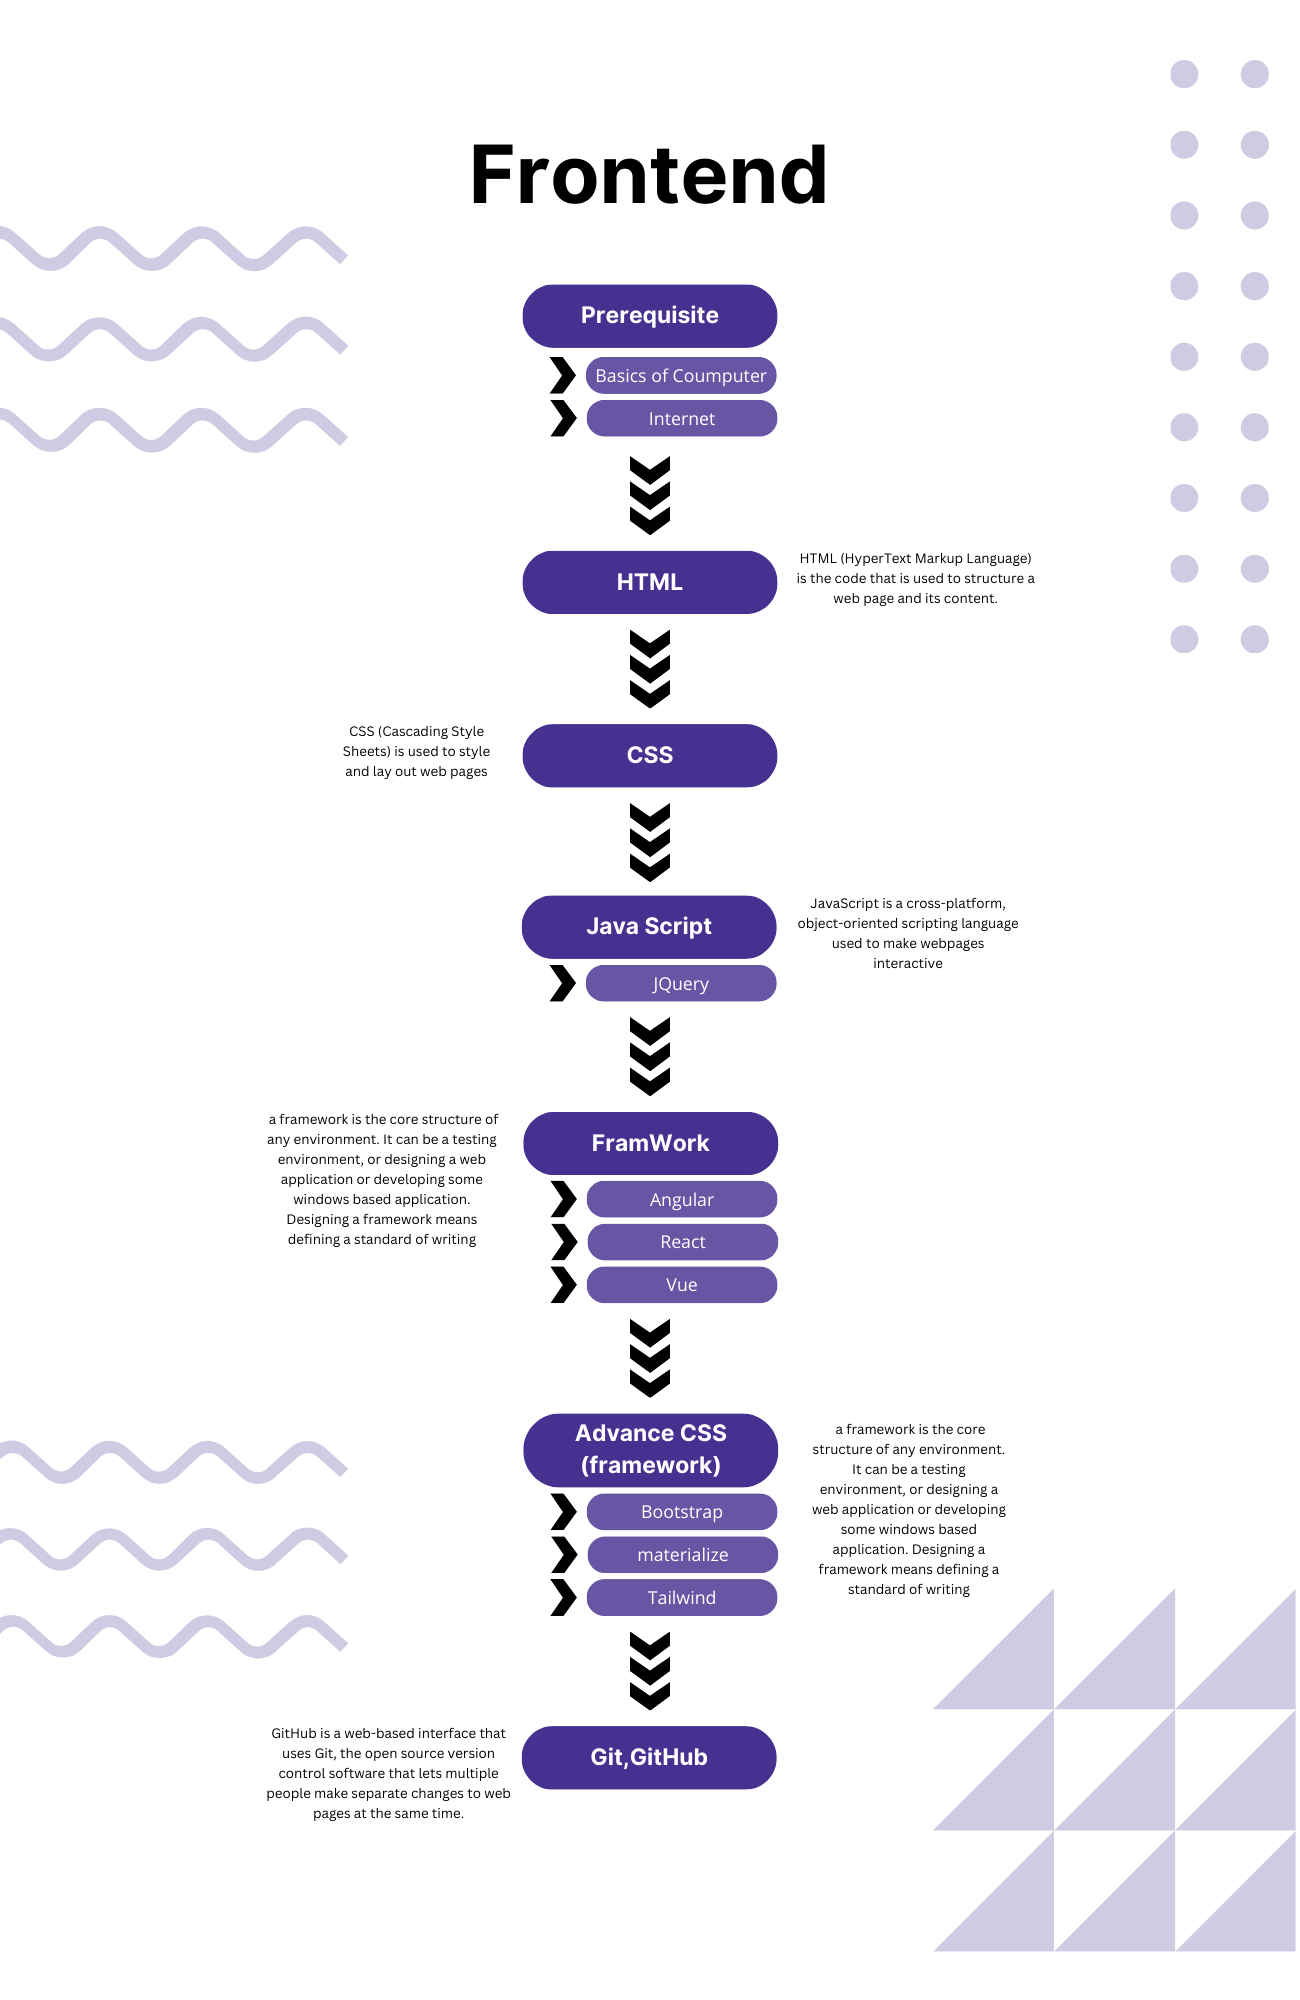 Frontend
Prerequisite
Basics of Coumputer
Internet
HTML
HTML (HyperText Markup Language)
is the code that is used to structure a
web page and its content.
CSS (Cascading Style
Sheets) is used to style
and lay out web pages
CSS
Java Script
JavaScript is a cross-platform,
object-oriented scripting language
used to make webpages
interactive
JQuery
a framework is the core structure of
any environment. It can be a testing
environment, or designing a web
application or developing some
windows based application.
Designing a framework means
defining a standard of writing
FramWork
Angular
React
Vue
Advance CSS
(framework)
a framework is the core
structure of any environment.
It can be a testing
environment, or designing a
web application or developing
some windows based
application. Designing a
framework means defining a
standard of writing
Bootstrap
materialize
Tailwind
GitHub is a web-based interface that
uses Git, the open source version
control software that lets multiple
people make separate changes to web
pages at the same time.
Git,GitHub